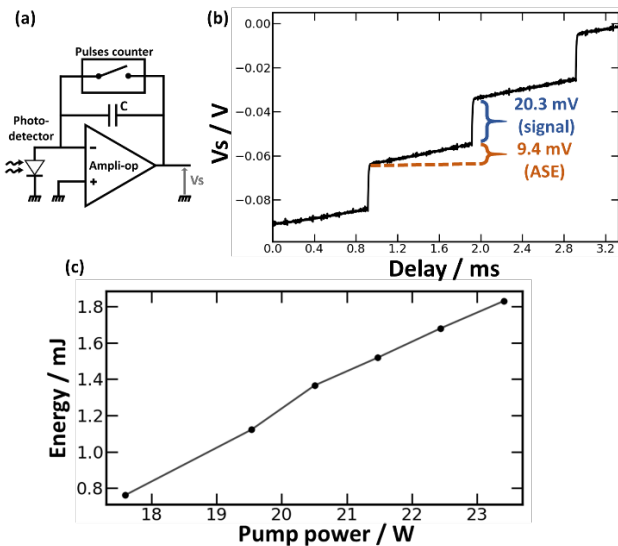 (a)
Pulses counter
C
Photo-
detector
-
+
Ampli-op
Vs
(b)
Vs / V
0.00
−0.02
−0.04
−0.06
−0.08
20.3 mV
(signal)
9.4 mV
(ASE)
0.0 0.4 0.8 1.2 1.6 2.0 2.4 2.8 3.2
Delay / ms
(c)
Energy / mJ
1.8
1.6
1.4
1.2
1.0
0.8
18 19 20 21 22 23
Pump power / W